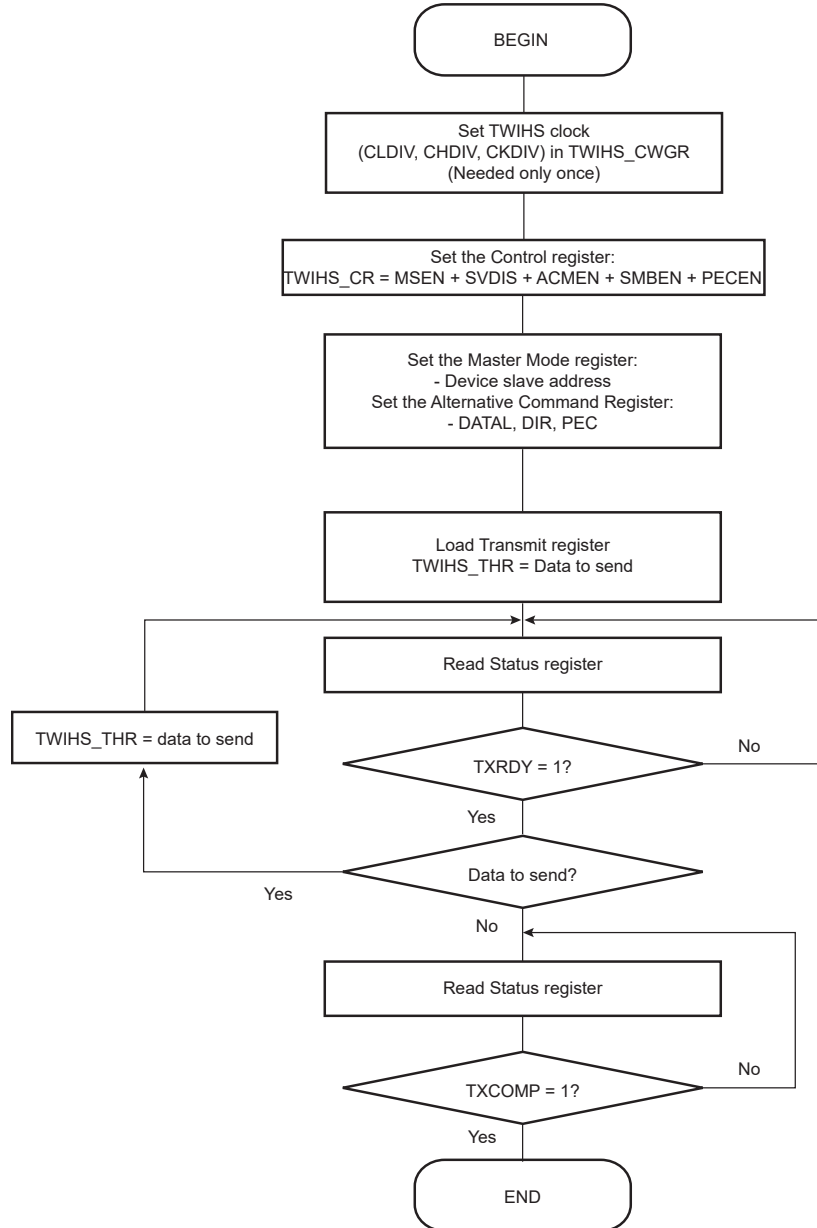 BEGIN
Set TWIHS clock
(CLDIV, CHDIV, CKDIV) in TWIHS_CWGR
(Needed only once)
Set the Control register:
TWIHS_CR = MSEN + SVDIS + ACMEN + SMBEN + PECEN
Set the Master Mode register:
- Device slave address
Set the Alternative Command Register:
- DATAL, DIR, PEC
Load Transmit register
TWIHS_THR = Data to send
Read Status register
TWIHS_THR = data to send
TXRDY = 1?
No
Yes
Data to send?
Yes
No
Read Status register
TXCOMP = 1?
No
Yes
END